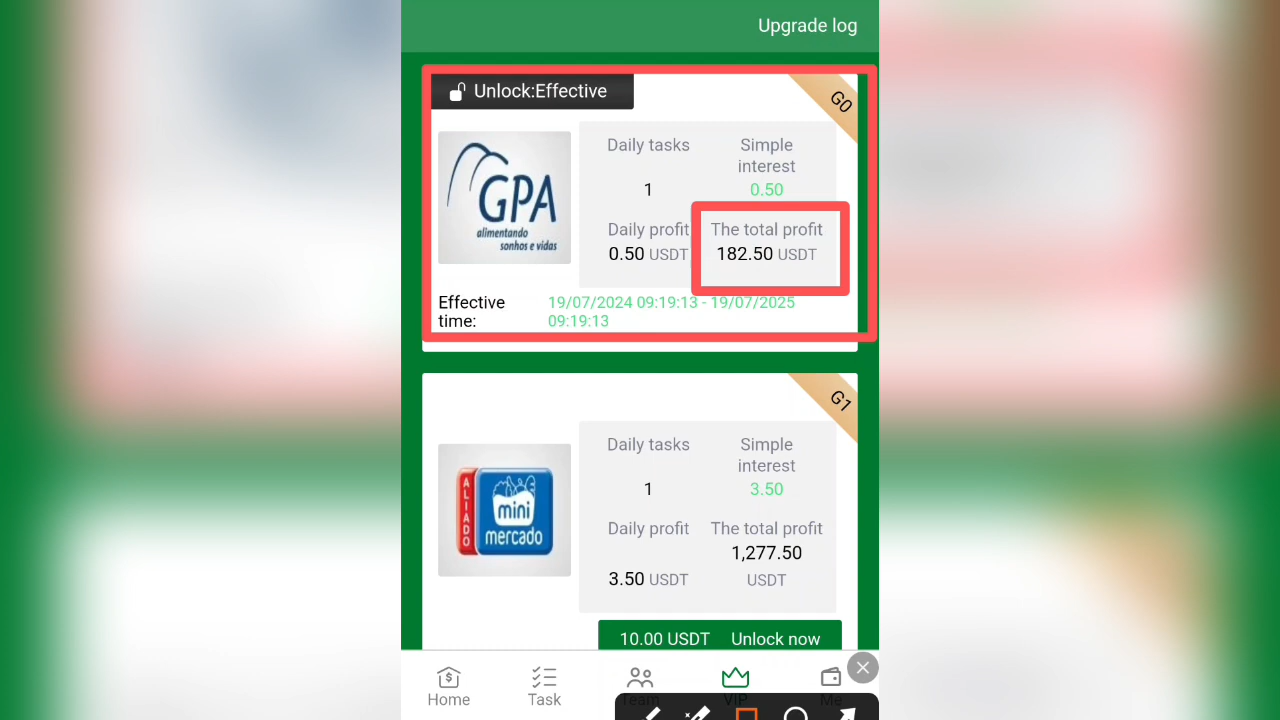 Upgrade log
Unlock:Effective
G0
GPA
alimentando
sonhos e vidas
Daily tasks
1
Simple
interest
0.50
Daily profit
0.50 USDT
The total profit
182.50 USDT
Effective
time:
19/07/2024 09:19:13 - 19/07/2025
09:19:13
G1
ALIADO
mini
mercado
Daily tasks
1
Simple
interest
3.50
Daily profit
3.50 USDT
The total profit
1,277.50
USDT
10.00 USDT Unlock now
Home
Task
Team
VIP
Me